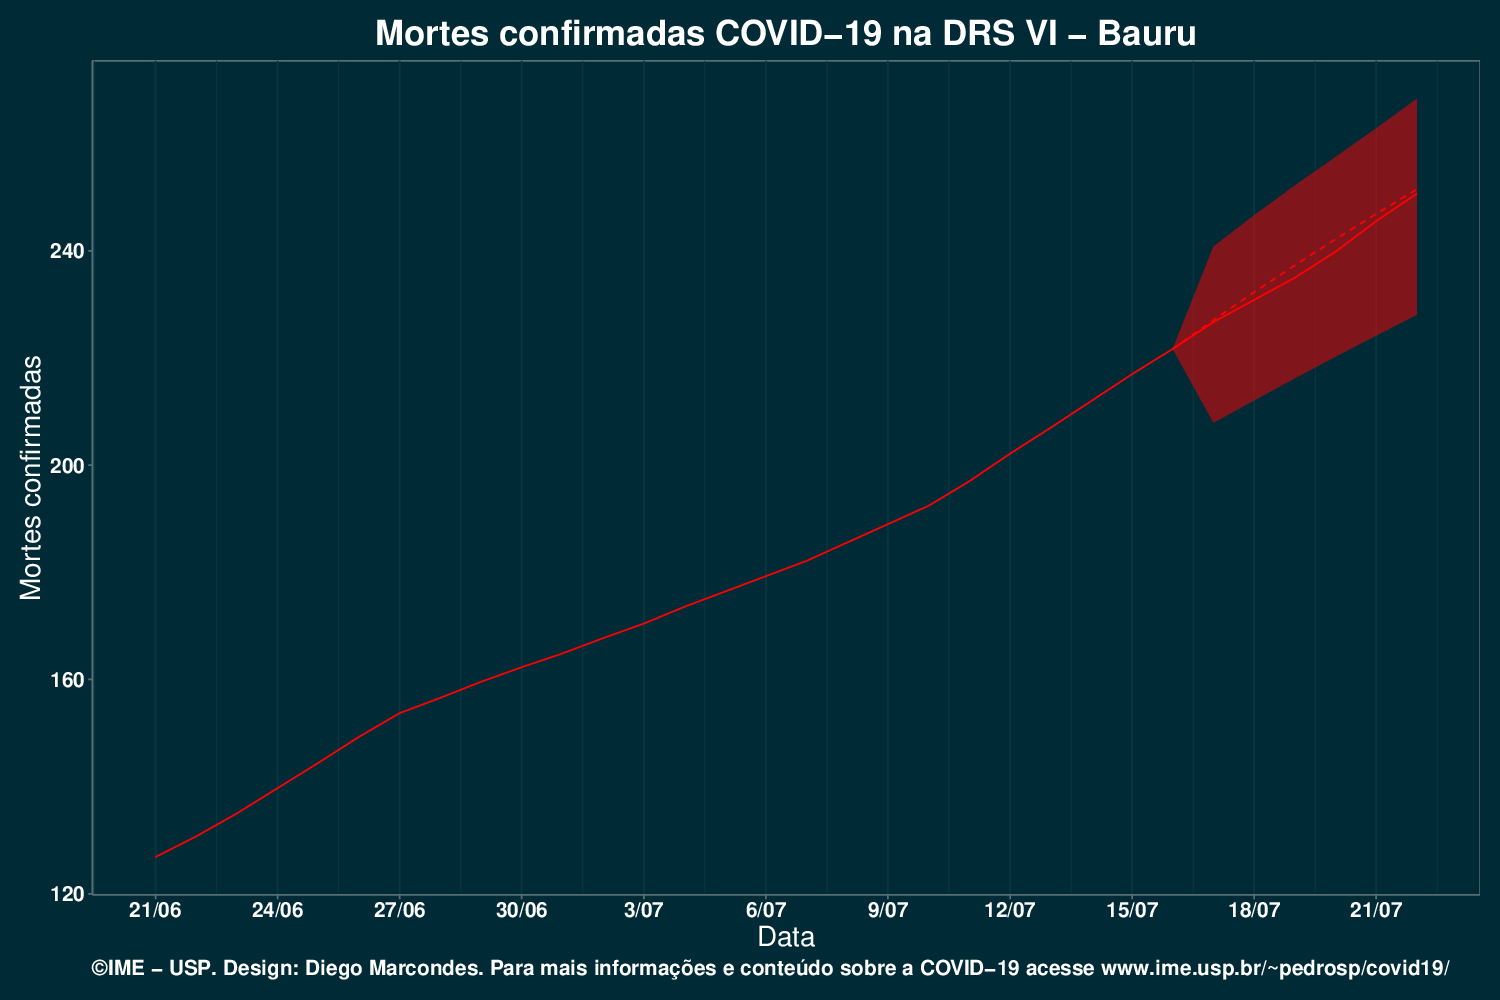 Mortes confirmadas COVID−19 na DRS VI − Bauru
Mortes confirmadas
240
200
160
120
21/06 24/06 27/06 30/06 3/07 6/07 9/07 12/07 15/07 18/07 21/07
Data
©IME − USP. Design: Diego Marcondes. Para mais informações e conteúdo sobre a COVID−19 acesse www.ime.usp.br/~pedrosp/covid19/